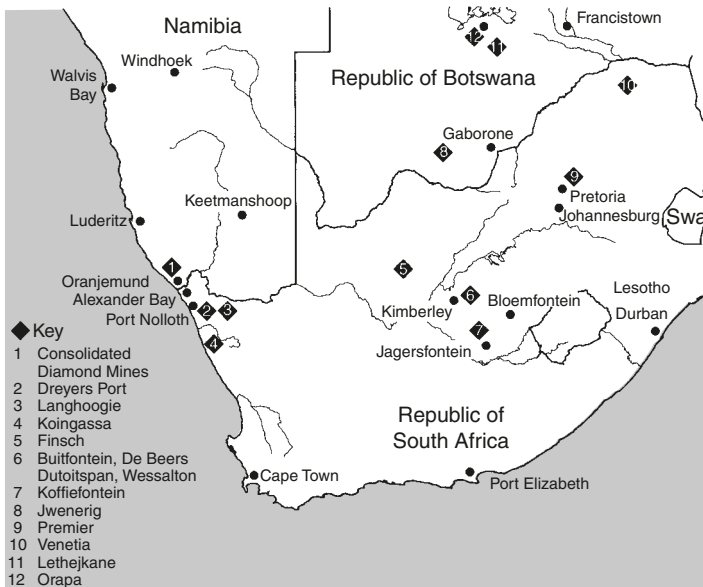 Namibia
Francistown
Windhoek
12
11
Republic of Botswana
Walvis
Bay
10
Gaborone
8
9
Pretoria
Keetmanshoop
Johannesburg
Swa
Luderitz
1
5
Oranjemund
Alexander Bay
Port Nolloth
2
3
6
Kimberley
Bloemfontein
Lesotho
Durban
7
Jagersfontein
4
Republic of
South Africa
Cape Town
Port Elizabeth
Key
1 Consolidated
Diamond Mines
2 Dreyers Port
3 Langhoogie
4 Koingassa
5 Finsch
6 Buitfontein, De Beers
Dutoitspan, Wessalton
7 Koffiefontein
8 Jwenerig
9 Premier
10 Venetia
11 Lethejkane
12 Orapa